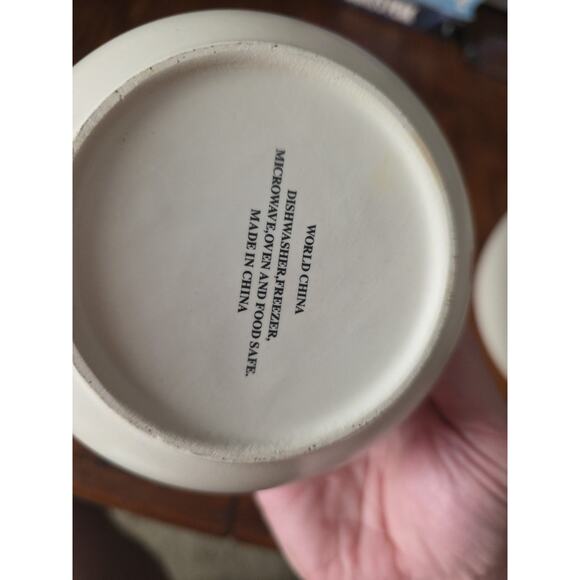 WORLD CHINA
DISHWASHER,FREEZER,
MICROWAVE,OVEN AND FOOD SAFE.
MADE IN CHINA